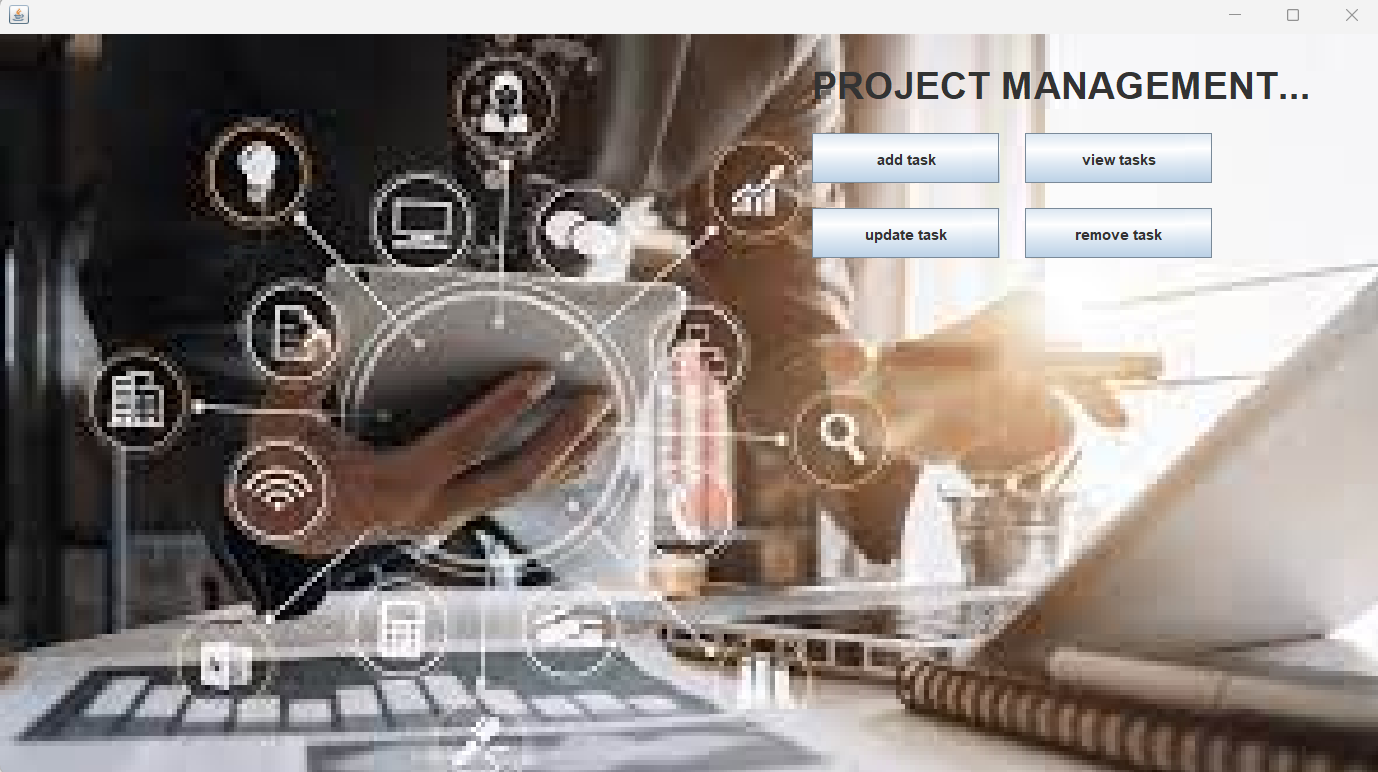 PROJECT MANAGEMENT...
add task
view tasks
update task
remove task